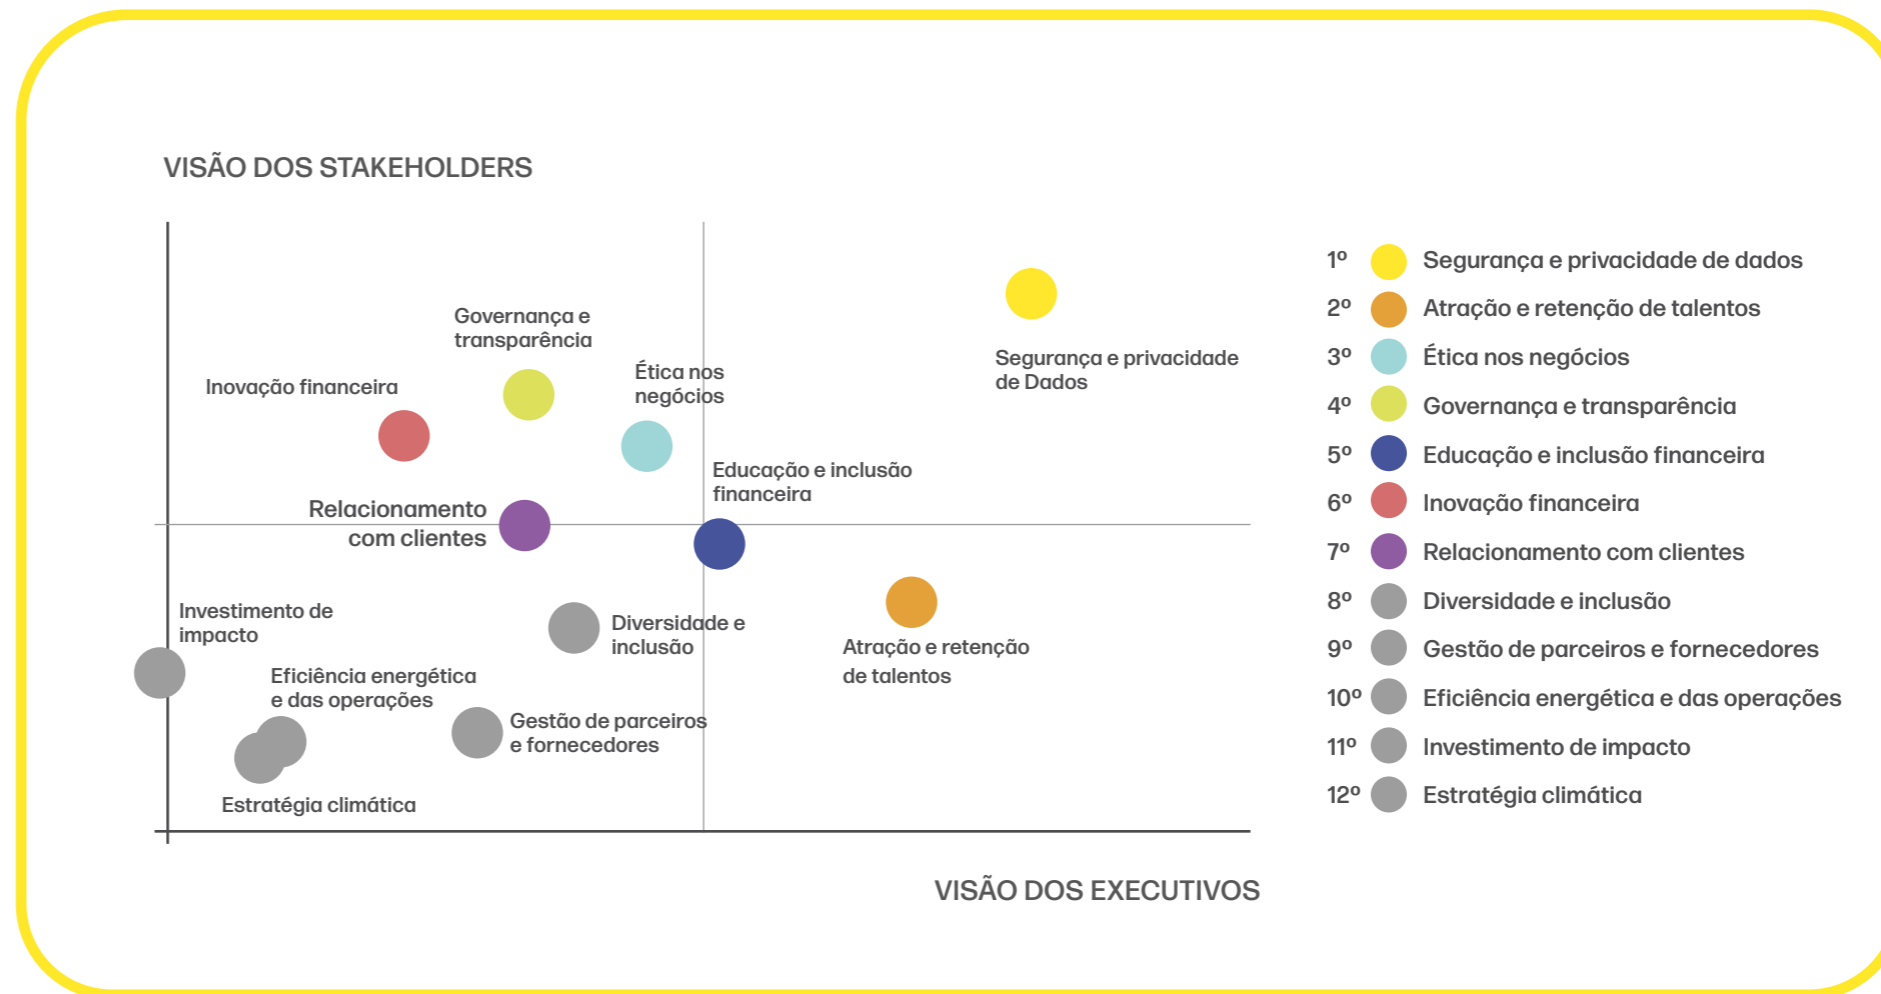 VISÃO DOS STAKEHOLDERS
Governança e
transparência
Inovação financeira
Ética nos
negócios
Segurança e privacidade
de Dados
Educação e inclusão
financeira
Relacionamento
com clientes
Investimento de
impacto
Diversidade e
inclusão
Atração e retenção
de talentos
Eficiência energética
e das operações
Gestão de parceiros
e fornecedores
Estratégia climática
VISÃO DOS EXECUTIVOS
1º Segurança e privacidade de dados
2º Atração e retenção de talentos
3º Ética nos negócios
4º Governança e transparência
5º Educação e inclusão financeira
6º Inovação financeira
7º Relacionamento com clientes
8º Diversidade e inclusão
9º Gestão de parceiros e fornecedores
10º Eficiência energética e das operações
11º Investimento de impacto
12º Estratégia climática